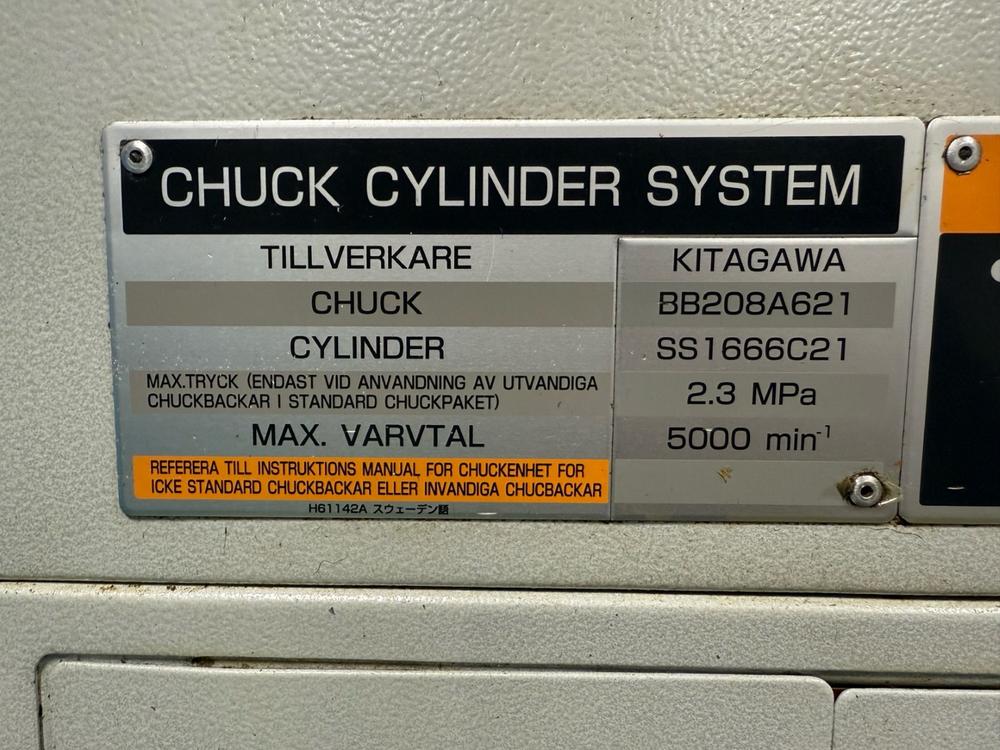 CHUCK CYLINDER SYSTEM
TILLVERKARE KITAGAWA
CHUCK BB208A621
CYLINDER SS1666C21
MAX.TRYCK (ENDAST VID ANVANDNING AV UTVANDIGA
CHUCKBACKAR I STANDARD CHUCKPAKET) 2.3 MPa
MAX. VARVTAL 5000 min⁻¹
REFERERA TILL INSTRUKTIONS MANUAL FOR CHUCKENHET FOR
ICKE STANDARD CHUCKBACKAR ELLER INVANDIGA CHUCBACKAR
H61142A スウェーデン語